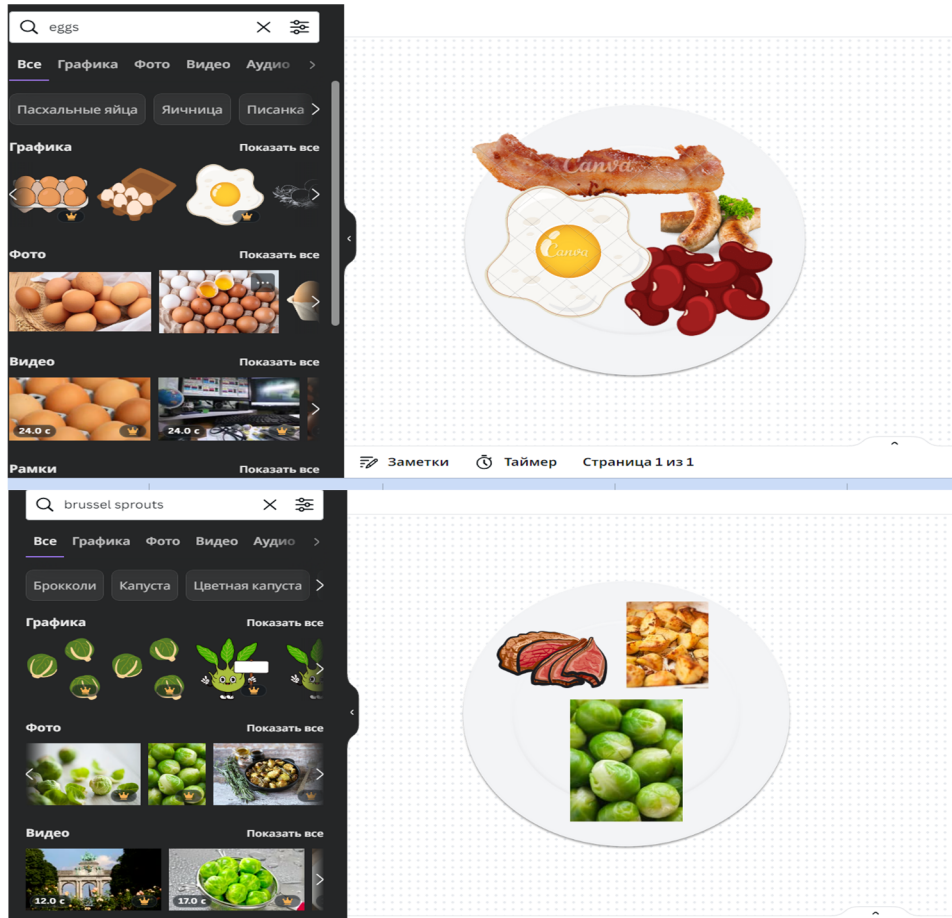 eggs
Все Графика Фото Видео Аудио
Пасхальные яйца Яичница Писанка
Графика Показать все
Canva
Canva
Фото Показать все
Видео Показать все
24.0 с 24.0 с
Рамки Показать все
Заметки Таймер Страница 1 из 1
brussel sprouts
Все Графика Фото Видео Аудио
Брокколи Капуста Цветная капуста
Графика Показать все
Фото Показать все
Видео Показать все
12.0 с 17.0 с